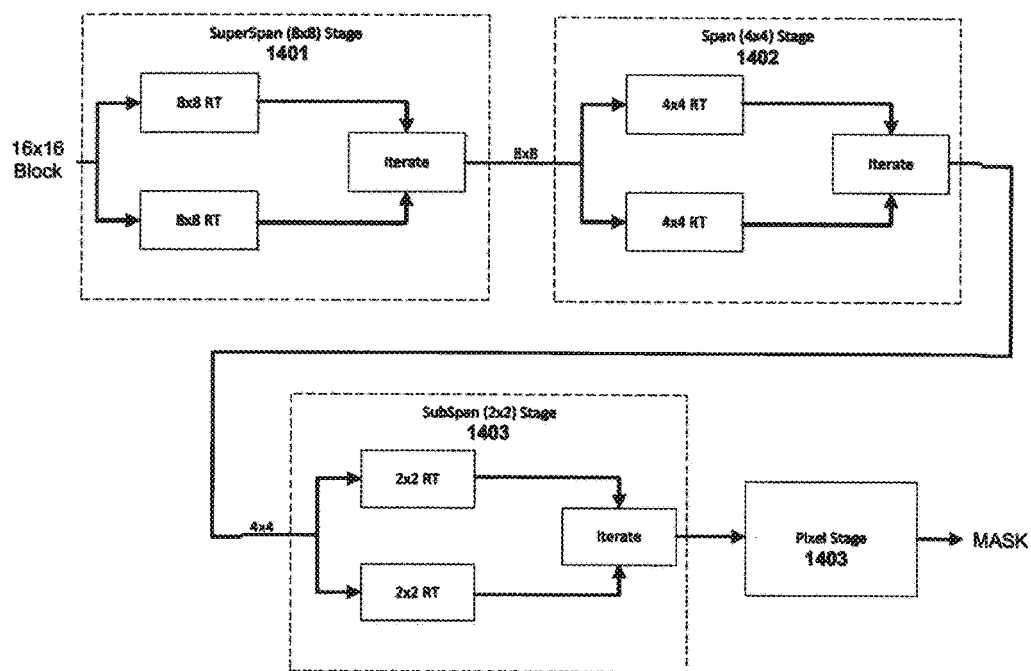 SuperSpan (8x8) Stage
1401
8x8 RT
16x16
Block
Iterate
8x8 RT
8x8
Span (4x4) Stage
1402
4x4 RT
Iterate
4x4 RT
SubSpan (2x2) Stage
1403
2x2 RT
4x4
Iterate
2x2 RT
Pixel Stage
1403
MASK